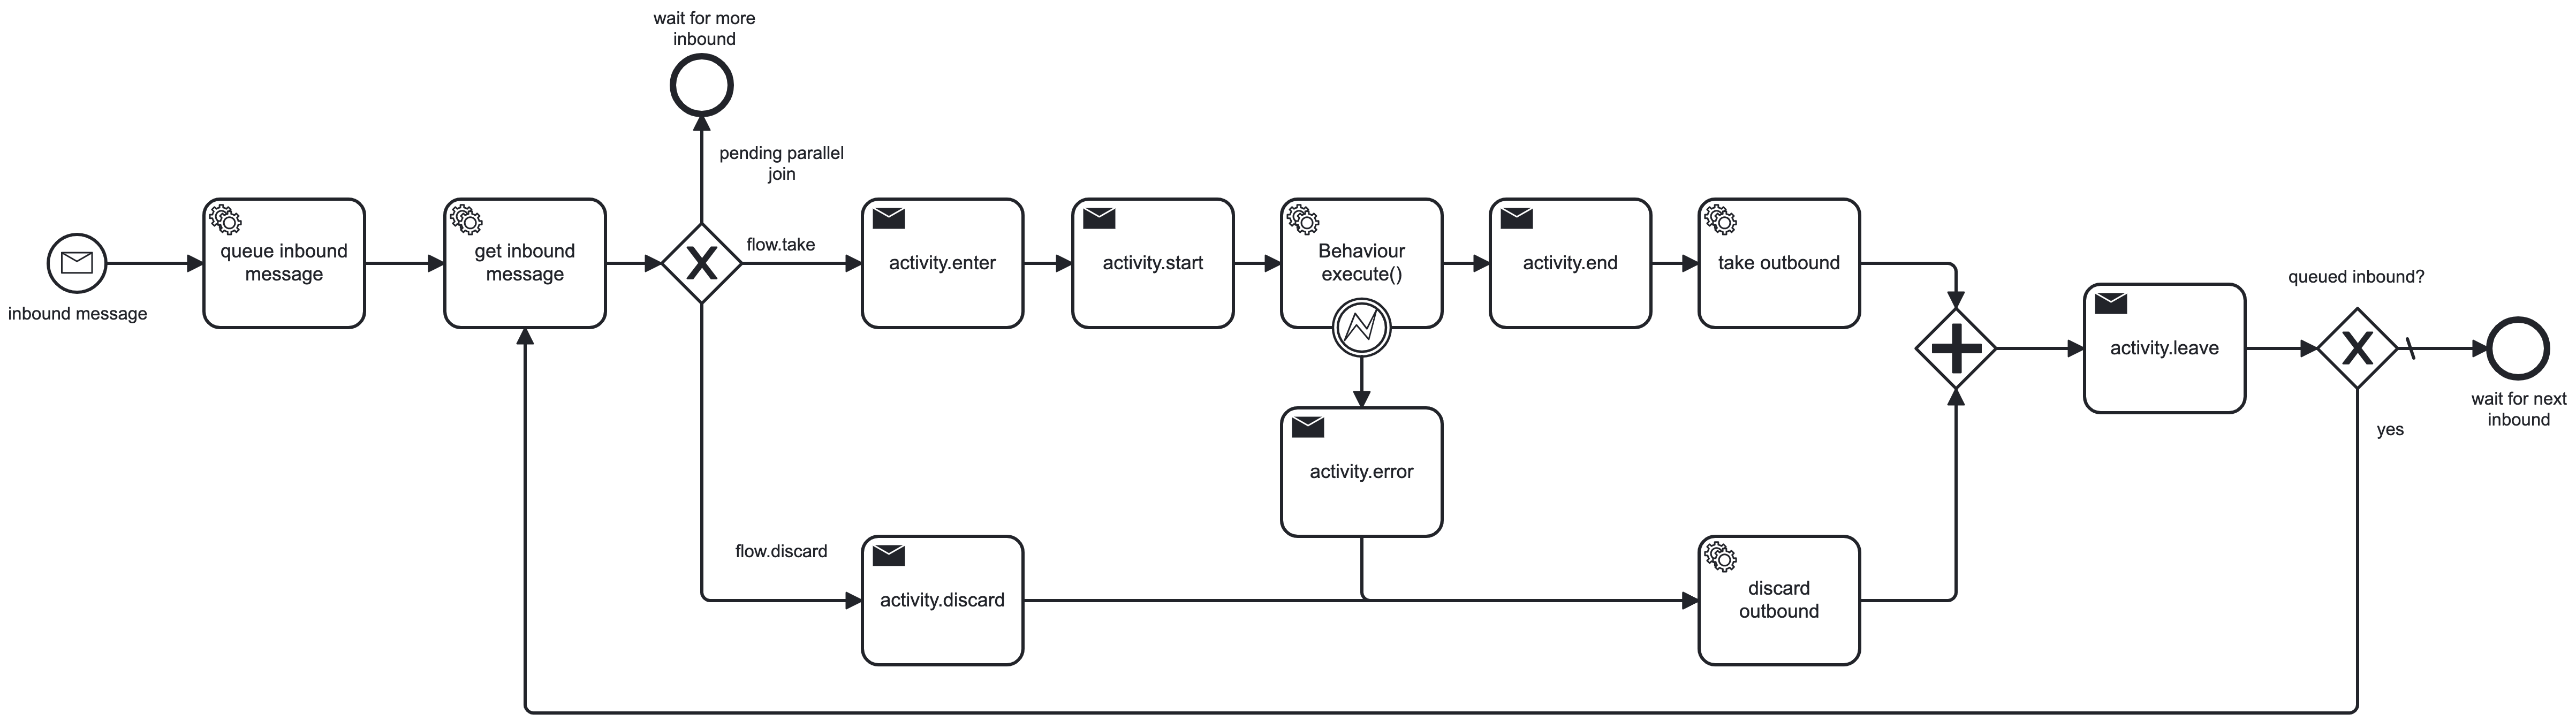 wait for more
inbound
pending parallel
join
inbound message
queue inbound
message
get inbound
message
flow.take
activity.enter
activity.start
Behaviour
execute()
activity.end
take outbound
queued inbound?
activity.leave
wait for next
inbound
yes
activity.error
flow.discard
activity.discard
discard
outbound